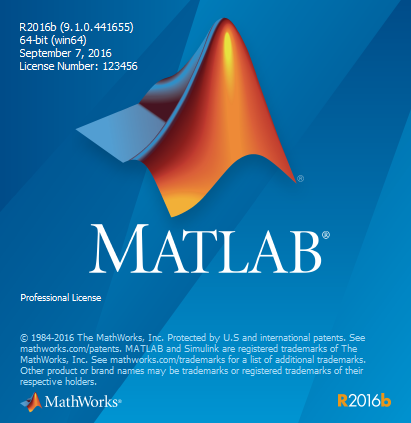 R2016b (9.1.0.441655)
64-bit (win64)
September 7, 2016
License Number: 123456
®
MATLAB®
Professional License
© 1984-2016 The MathWorks, Inc. Protected by U.S and international patents. See
mathworks.com/patents. MATLAB and Simulink are registered trademarks of The
MathWorks, Inc. See mathworks.com/trademarks for a list of additional trademarks.
Other product or brand names may be trademarks or registered trademarks of their
respective holders.
MathWorks®
R2016b